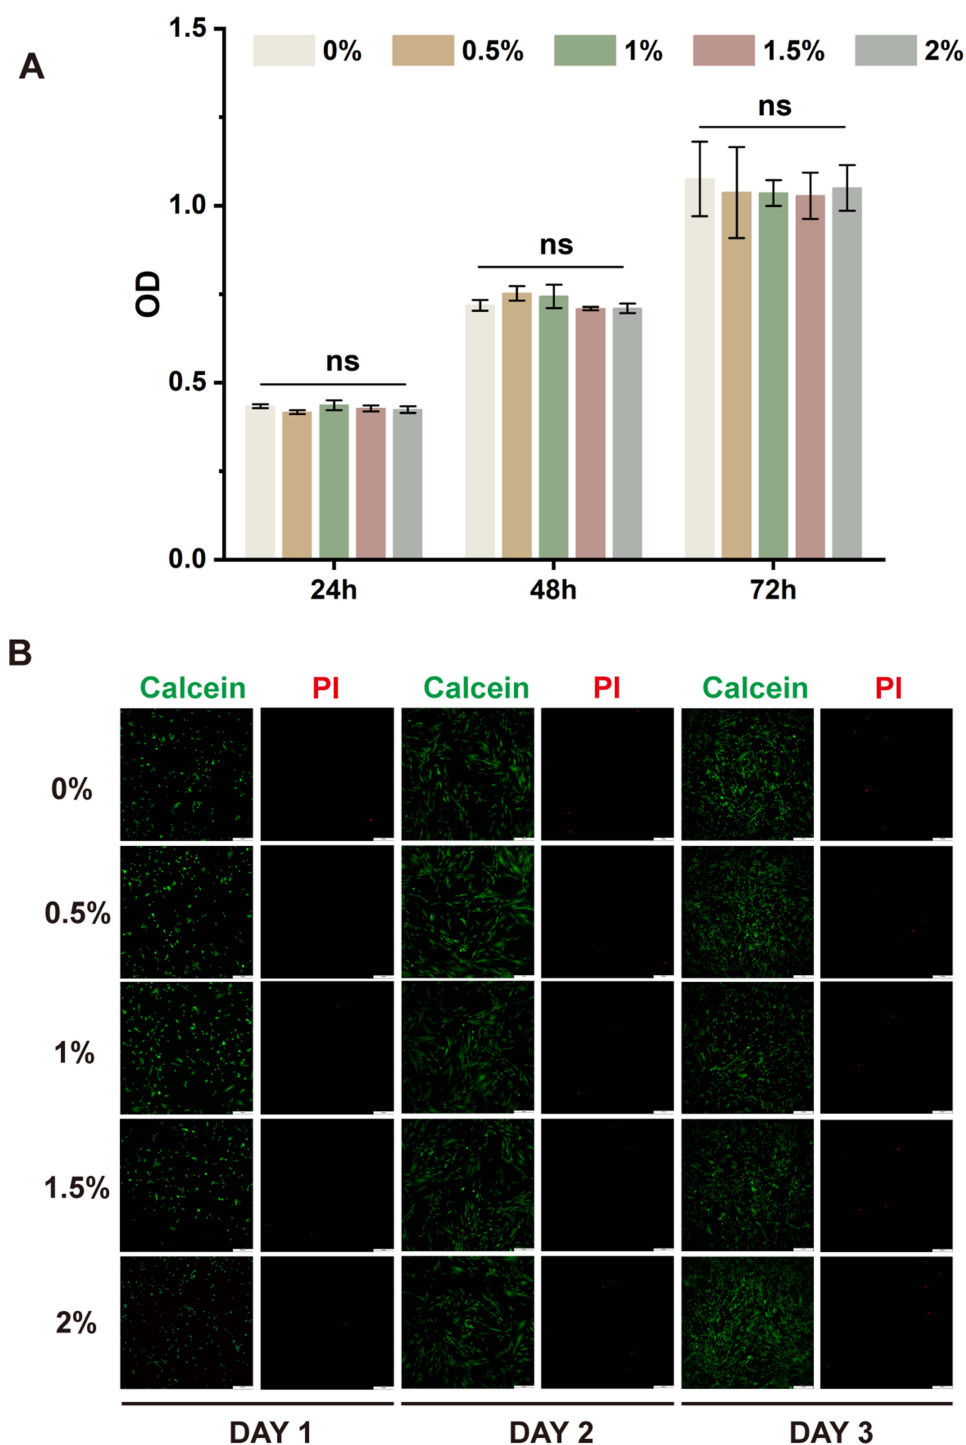 A
0% 0.5% 1% 1.5% 2%
1.5
ns
1.0
ns
OD
ns
0.5
0.0
24h 48h 72h
B
Calcein PI Calcein PI Calcein PI
0%
0.5%
1%
1.5%
2%
DAY 1 DAY 2 DAY 3